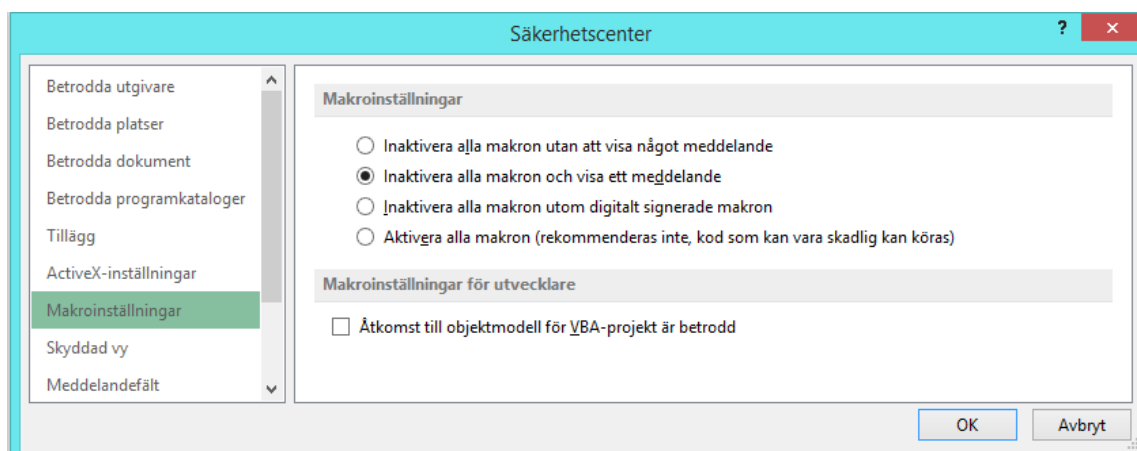 Säkerhetscenter
?
Betrodda utgivare
Betrodda platser
Betrodda dokument
Betrodda programkataloger
Tillägg
ActiveX-inställningar
Makroinställningar
Skyddad vy
Meddelandefält
Makroinställningar
Inaktivera alla makron utan att visa något meddelande
Inaktivera alla makron och visa ett meddelande
Inaktivera alla makron utom digitalt signerade makron
Aktivera alla makron (rekommenderas inte, kod som kan vara skadlig kan köras)
Makroinställningar för utvecklare
Åtkomst till objektmodell för VBA-projekt är betrodd
OK
Avbryt